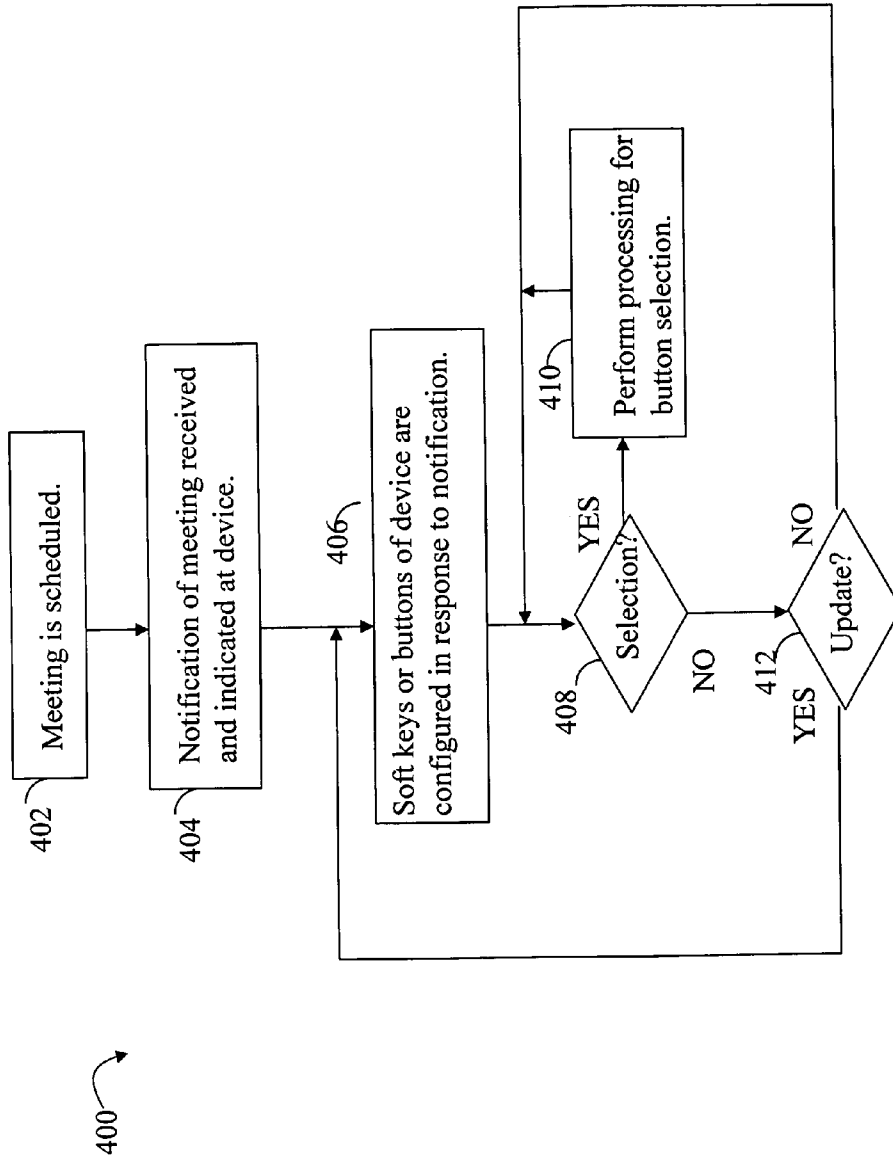 400
402
Meeting is scheduled.
404
Notification of meeting received
and indicated at device.
406
Soft keys or buttons of device are
configured in response to notification.
408
Selection?
YES
NO
410
Perform processing for
button selection.
412
Update?
YES
NO